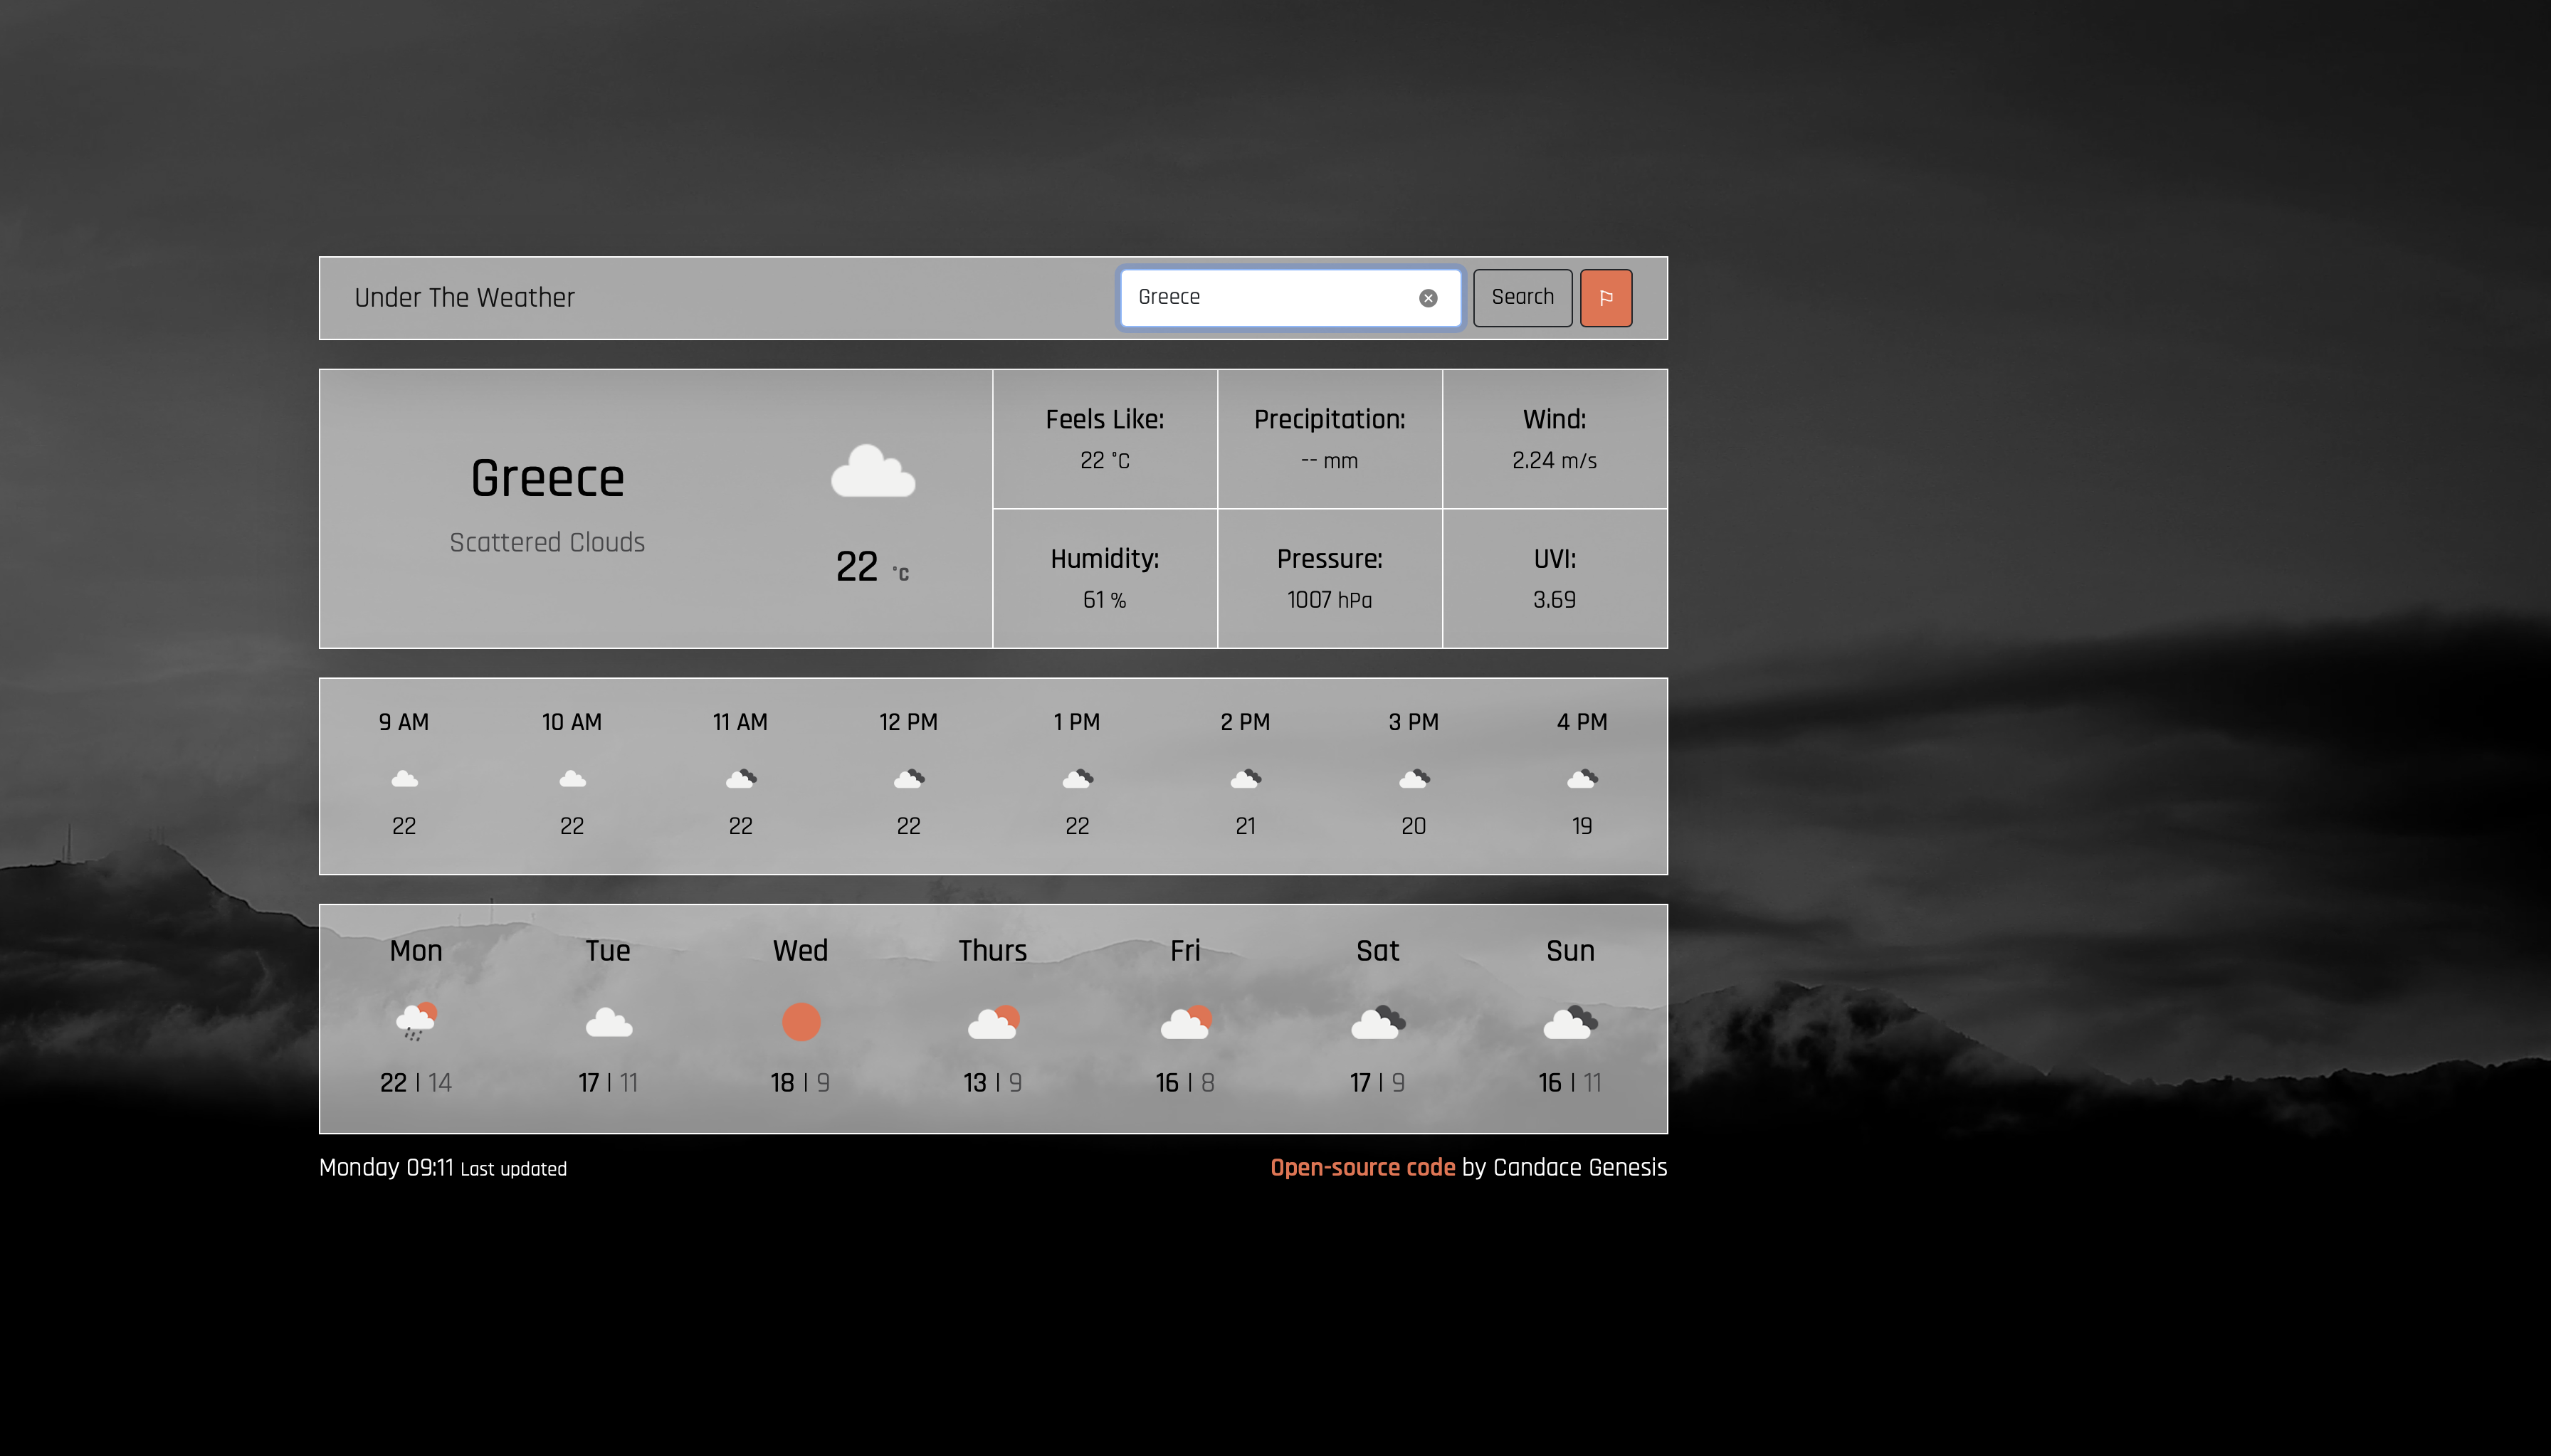 Under The Weather
Greece
Search
Greece
Scattered Clouds
22 °C
Feels Like:
22 °C
Precipitation:
-- mm
Wind:
2.24 m/s
Humidity:
61 %
Pressure:
1007 hPa
UVI:
3.69
9 AM 10 AM 11 AM 12 PM 1 PM 2 PM 3 PM 4 PM
22 22 22 22 22 21 20 19
Mon Tue Wed Thurs Fri Sat Sun
22 | 14 17 | 11 18 | 9 13 | 9 16 | 8 17 | 9 16 | 11
Monday 09:11 Last updated
Open-source code by Candace Genesis